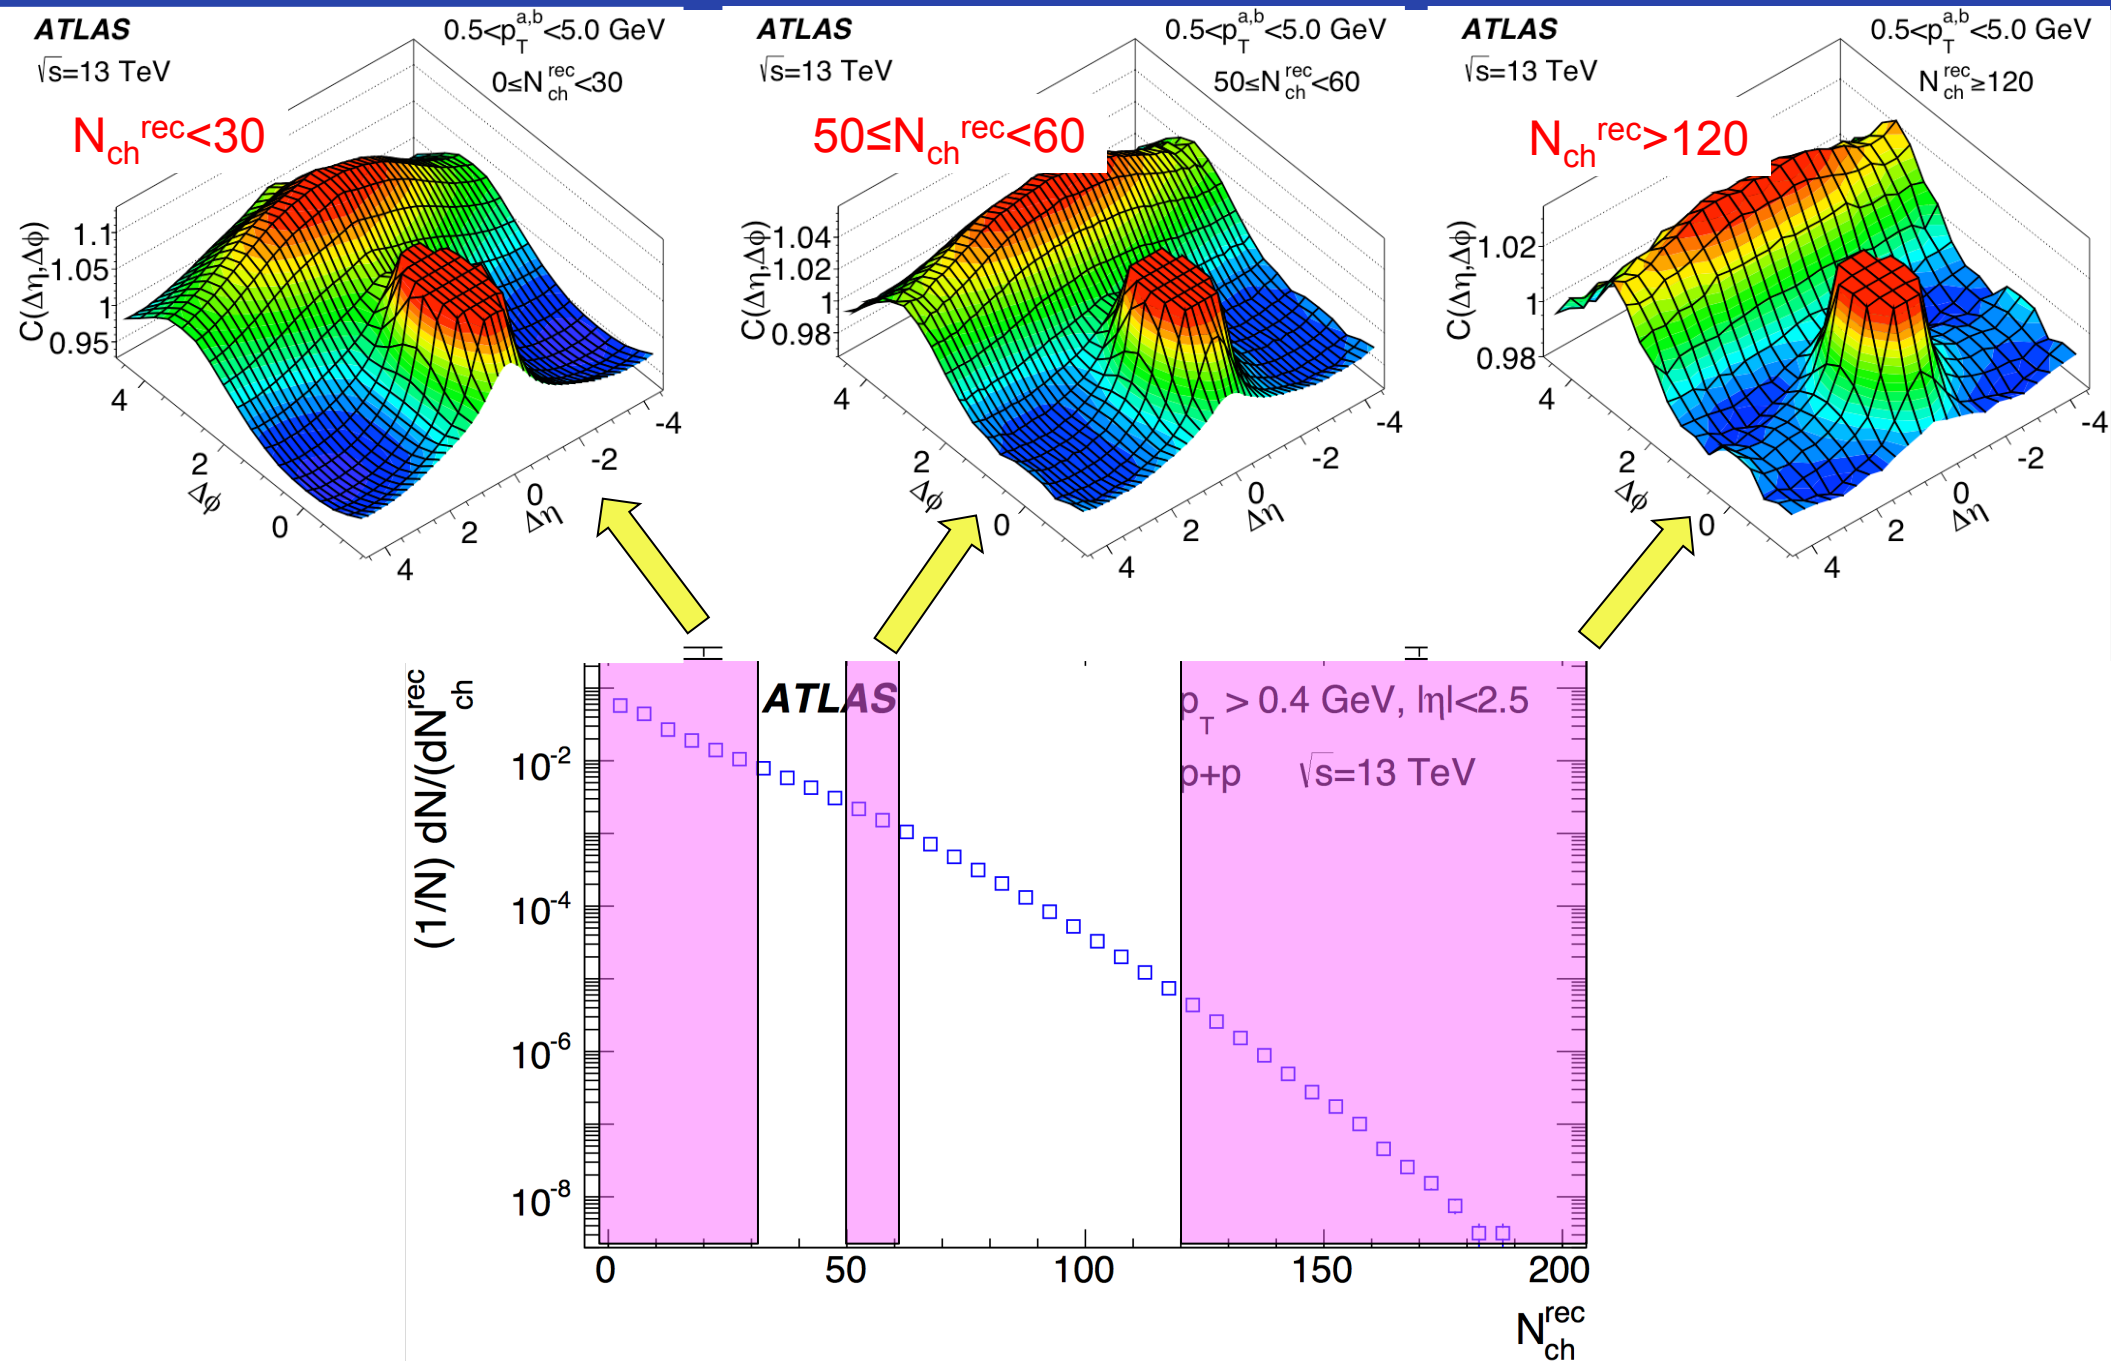 ATLAS
√s=13 TeV
0.5<p_T^{a,b}<5.0 GeV
0≤N_ch^rec<30
N_ch^rec<30
C(Δη,Δϕ)
1.1
1.05
1
0.95
4
2
0
Δϕ
4
2
0
-2
-4
Δη
ATLAS
√s=13 TeV
0.5<p_T^{a,b}<5.0 GeV
50≤N_ch^rec<60
50≤N_ch^rec<60
C(Δη,Δϕ)
1.04
1.02
1
0.98
4
2
0
Δϕ
4
2
0
-2
-4
Δη
ATLAS
√s=13 TeV
0.5<p_T^{a,b}<5.0 GeV
N_ch^rec≥120
N_ch^rec>120
C(Δη,Δϕ)
1.02
1
0.98
4
2
0
Δϕ
4
2
0
-2
-4
Δη
(1/N) dN/(dN_ch^rec
ATLAS
p_T > 0.4 GeV, |η|<2.5
p+p √s=13 TeV
10^-2
10^-4
10^-6
10^-8
0 50 100 150 200
N_ch^rec